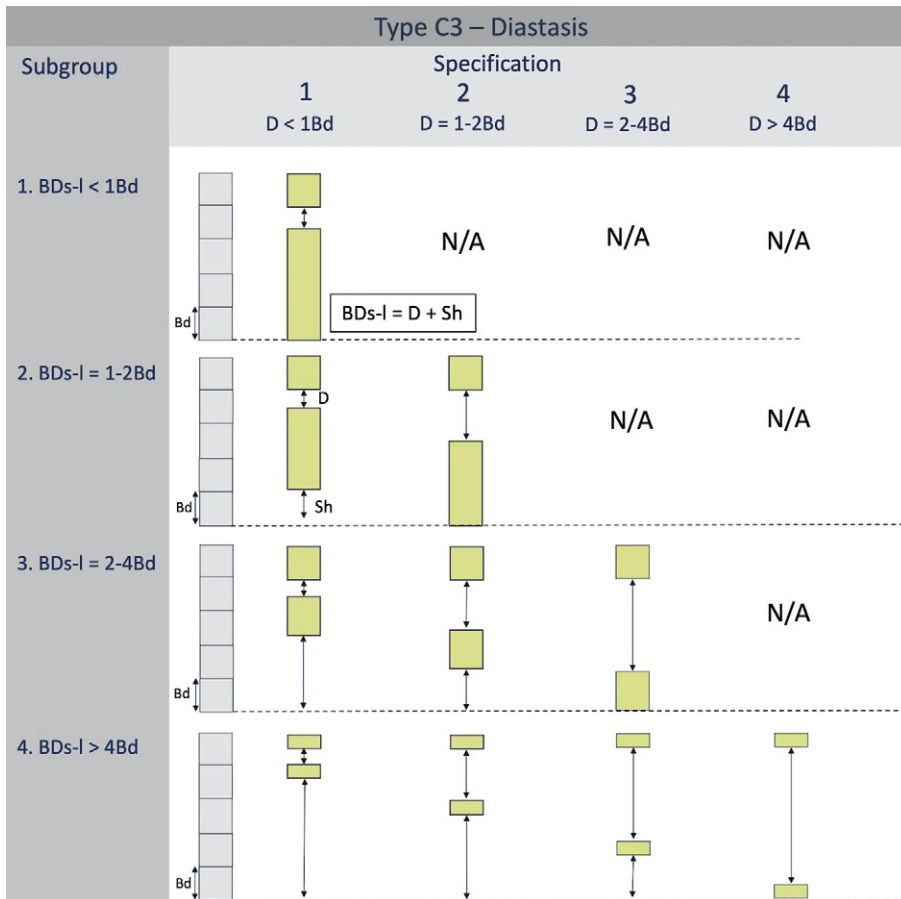 Type C3 – Diastasis
Subgroup
Specification
1
2
3
4
D < 1Bd
D = 1-2Bd
D = 2-4Bd
D > 4Bd
1. BDs-l < 1Bd
N/A
N/A
N/A
BDs-l = D + Sh
Bd
2. BDs-l = 1-2Bd
D
N/A
N/A
Bd
Sh
3. BDs-l = 2-4Bd
N/A
Bd
4. BDs-l > 4Bd
Bd